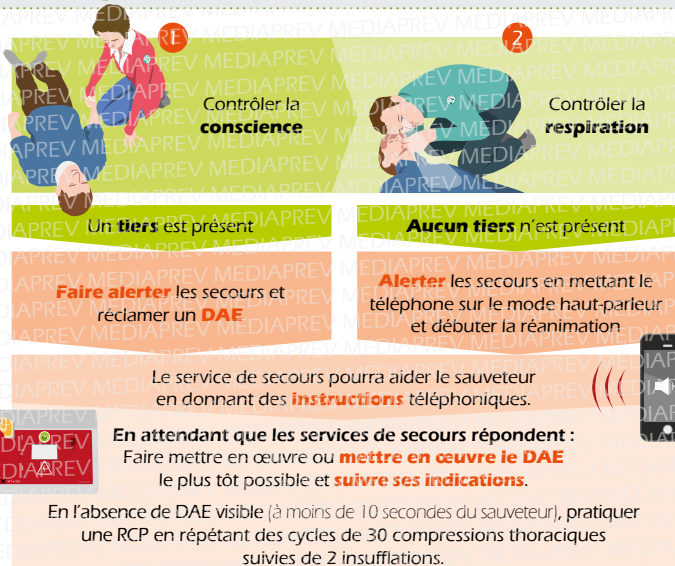 1
2
Contrôler la
conscience
Contrôler la
respiration
Un tiers est présent
Aucun tiers n'est présent
Faire alerter les secours et
réclamer un DAE
Alerter les secours en mettant le
téléphone sur le mode haut-parleur
et débuter la réanimation
Le service de secours pourra aider le sauveteur
en donnant des instructions téléphoniques.
En attendant que les services de secours répondent :
Faire mettre en œuvre ou mettre en œuvre le DAE
le plus tôt possible et suivre ses indications.
En l'absence de DAE visible (à moins de 10 secondes du sauveteur), pratiquer
une RCP en répétant des cycles de 30 compressions thoraciques
suivies de 2 insufflations.
MEDIAPREV